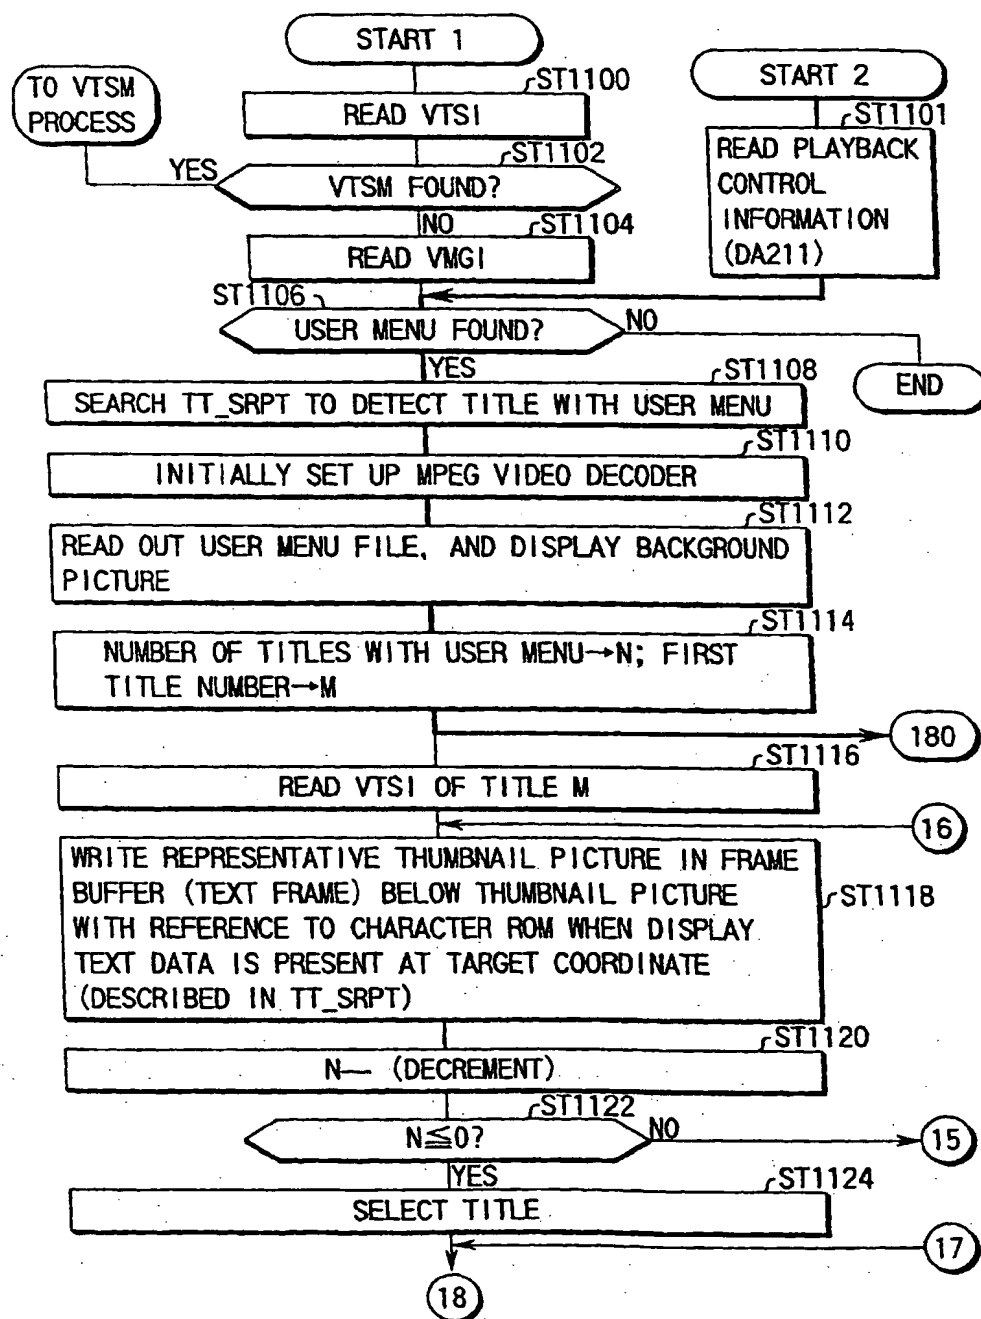 START 1
TO VTSM
PROCESS
ST1100
READ VTSI
START 2
ST1101
READ PLAYBACK
CONTROL
INFORMATION
(DA211)
ST1102
YES
VTSM FOUND?
NO
ST1104
READ VMGI
ST1106
USER MENU FOUND?
NO
END
YES
ST1108
SEARCH TT_SRPT TO DETECT TITLE WITH USER MENU
ST1110
INITIALLY SET UP MPEG VIDEO DECODER
ST1112
READ OUT USER MENU FILE, AND DISPLAY BACKGROUND
PICTURE
ST1114
NUMBER OF TITLES WITH USER MENU→N; FIRST
TITLE NUMBER→M
180
ST1116
READ VTSI OF TITLE M
16
WRITE REPRESENTATIVE THUMBNAIL PICTURE IN FRAME
BUFFER (TEXT FRAME) BELOW THUMBNAIL PICTURE
WITH REFERENCE TO CHARACTER ROM WHEN DISPLAY
TEXT DATA IS PRESENT AT TARGET COORDINATE
(DESCRIBED IN TT_SRPT)
ST1118
ST1120
N-- (DECREMENT)
ST1122
N≦0?
NO
15
YES
ST1124
SELECT TITLE
17
18